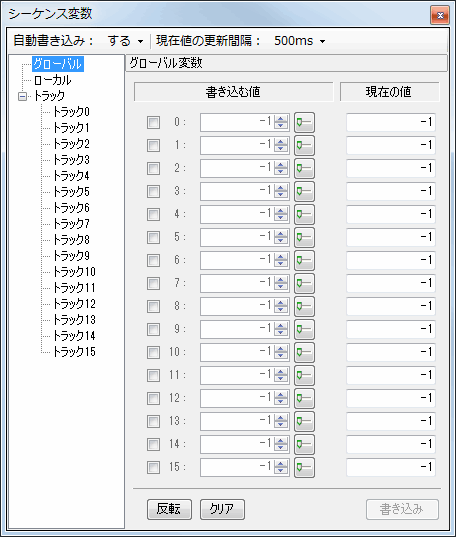 シーケンス変数
自動書き込み： する 現在値の更新間隔： 500ms
グローバル
ローカル
トラック
トラック0
トラック1
トラック2
トラック3
トラック4
トラック5
トラック6
トラック7
トラック8
トラック9
トラック10
トラック11
トラック12
トラック13
トラック14
トラック15
グローバル変数
書き込む値 現在の値
0： -1 -1
1： -1 -1
2： -1 -1
3： -1 -1
4： -1 -1
5： -1 -1
6： -1 -1
7： -1 -1
8： -1 -1
9： -1 -1
10： -1 -1
11： -1 -1
12： -1 -1
13： -1 -1
14： -1 -1
15： -1 -1
反転 クリア 書き込み